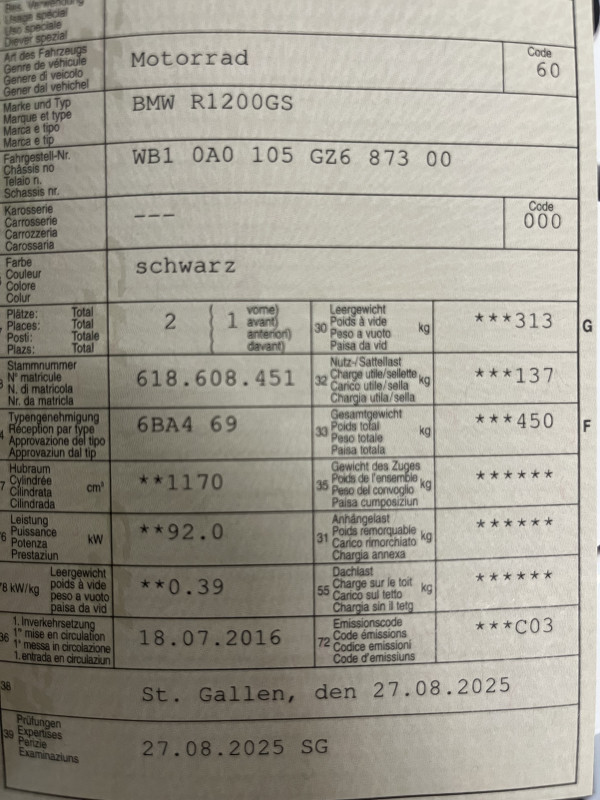 Bes. Verwendung
Usage spécial
Uso speciale
Diever spezial
Art des Fahrzeugs
Genre de véhicule
Genere di veicolo
Gener dal vehichel
Motorrad
Code
60
Marke und Typ
Marque et type
Marca e tipo
Marca e tip
BMW R1200GS
Fahrgestell-Nr.
Châssis no
Telaio n.
Schassis nr.
WB1 0A0 105 GZ6 873 00
Karosserie
Carrosserie
Carrozzeria
Carossaria
---
Code
000
Farbe
Couleur
Colore
Colur
schwarz
Plätze: Total
Places: Total
Posti: Totale
Plazs: Total
2 { 1 vorne)
avant)
anteriori)
davant)
30 Leergewicht
Poids à vide
Peso a vuoto
Paisa da vid
kg
***313
G
Stammnummer
N° matricule
N. di matricola
Nr. da matricla
618.608.451
32 Nutz-/Sattellast
Charge utile/sellette
Carico utile/sella
Chargia utila/sella
kg
***137
Typengenehmigung
Réception par type
Approvazione del tipo
Approvaziun dal tip
6BA4 69
33 Gesamtgewicht
Poids total
Peso totale
Paisa totala
kg
***450
F
Hubraum
Cylindrée
Cilindrata
Cilindrada
cm³
**1170
35 Gewicht des Zuges
Poids de l'ensemble
Peso del convoglio
Paisa cumposiziun
kg
******
Leistung
Puissance
Potenza
Prestaziun
kW
**92.0
31 Anhängelast
Poids remorquable
Carico rimorchiato
Chargia annexa
kg
******
78 kW/kg
Leergewicht
poids à vide
peso a vuoto
paisa da vid
**0.39
55 Dachlast
Charge sur le toit
Carico sul tetto
Chargia sin il tetg
kg
******
36 1. Inverkehrsetzung
1re mise en circulation
1a messa in circolazione
1. entrada en circulaziun
18.07.2016
72 Emissionscode
Code émissions
Codice emissioni
Code d'emissiuns
***C03
38
St. Gallen, den 27.08.2025
39 Prüfungen
Expertises
Perizie
Examinaziuns
27.08.2025 SG